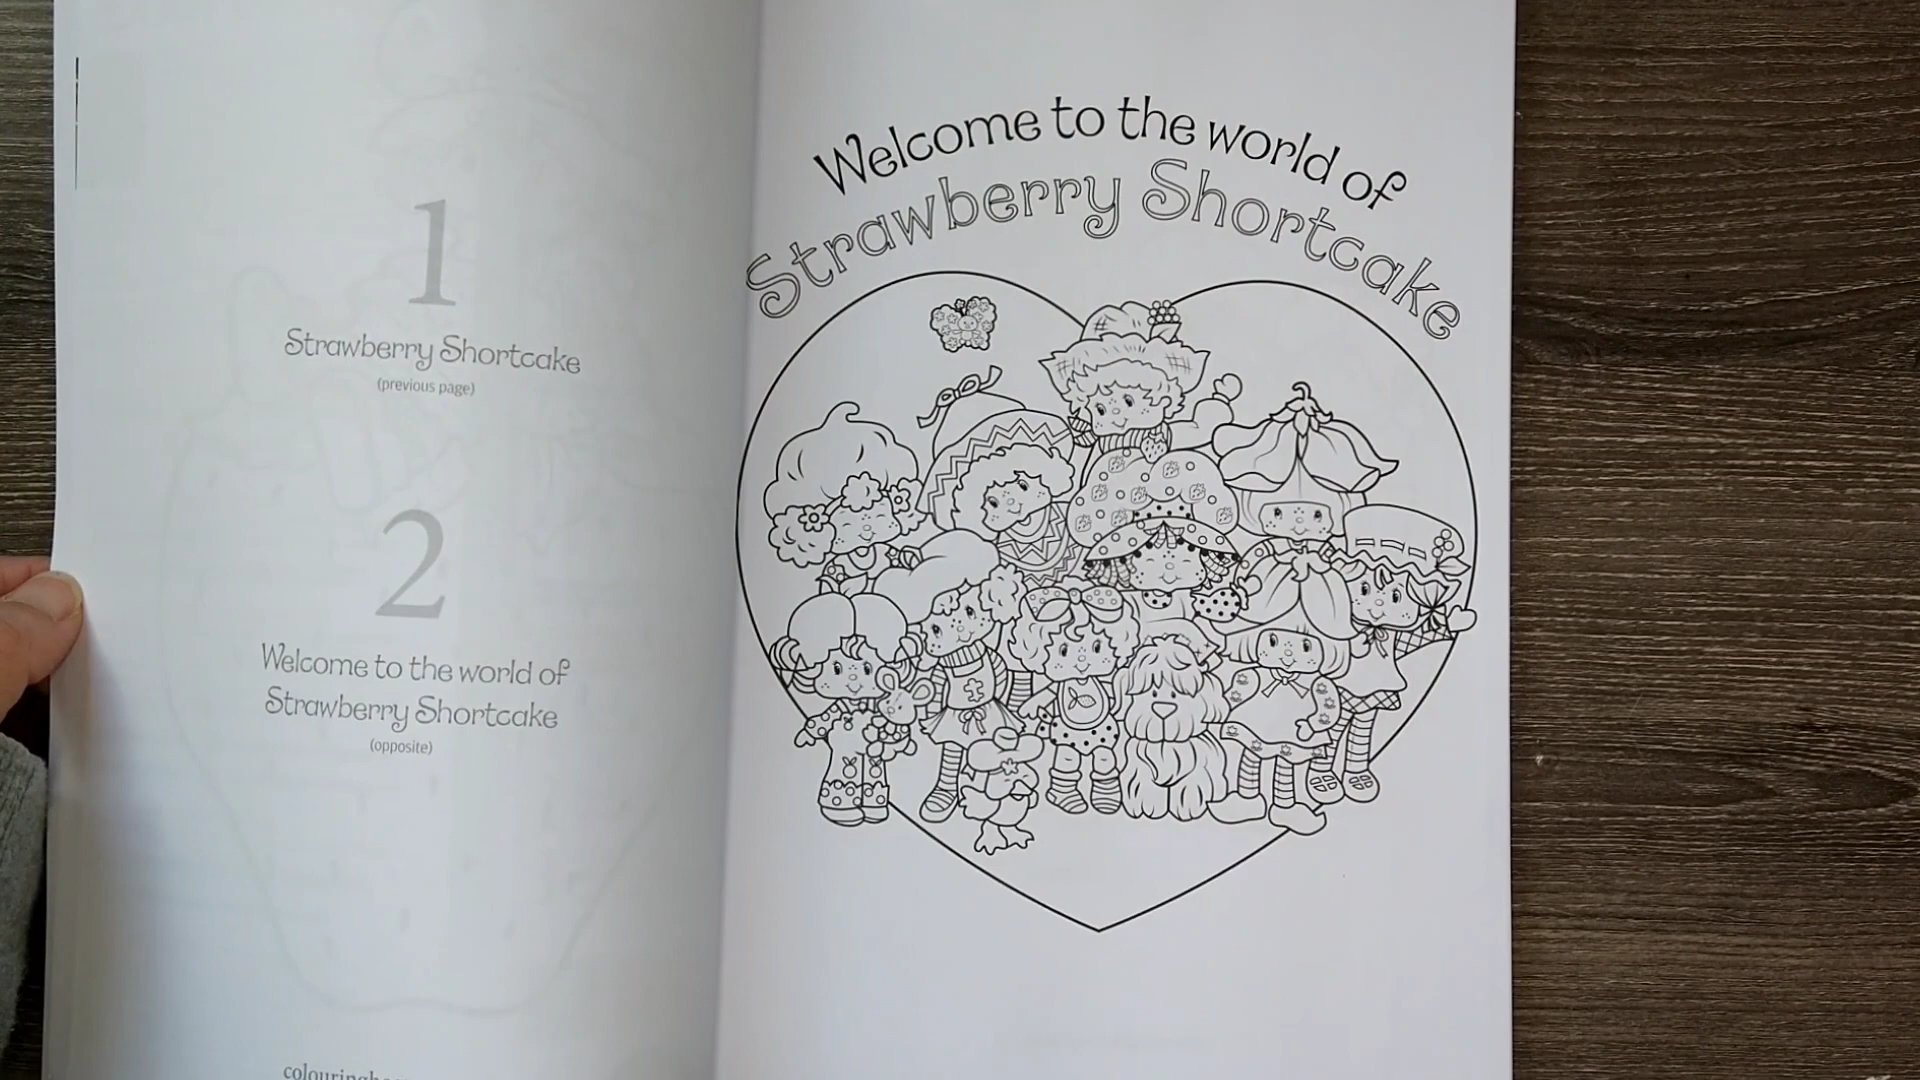 1
Strawberry Shortcake
(previous page)
2
Welcome to the world of
Strawberry Shortcake
(opposite)
Welcome to the world of
Strawberry Shortcake